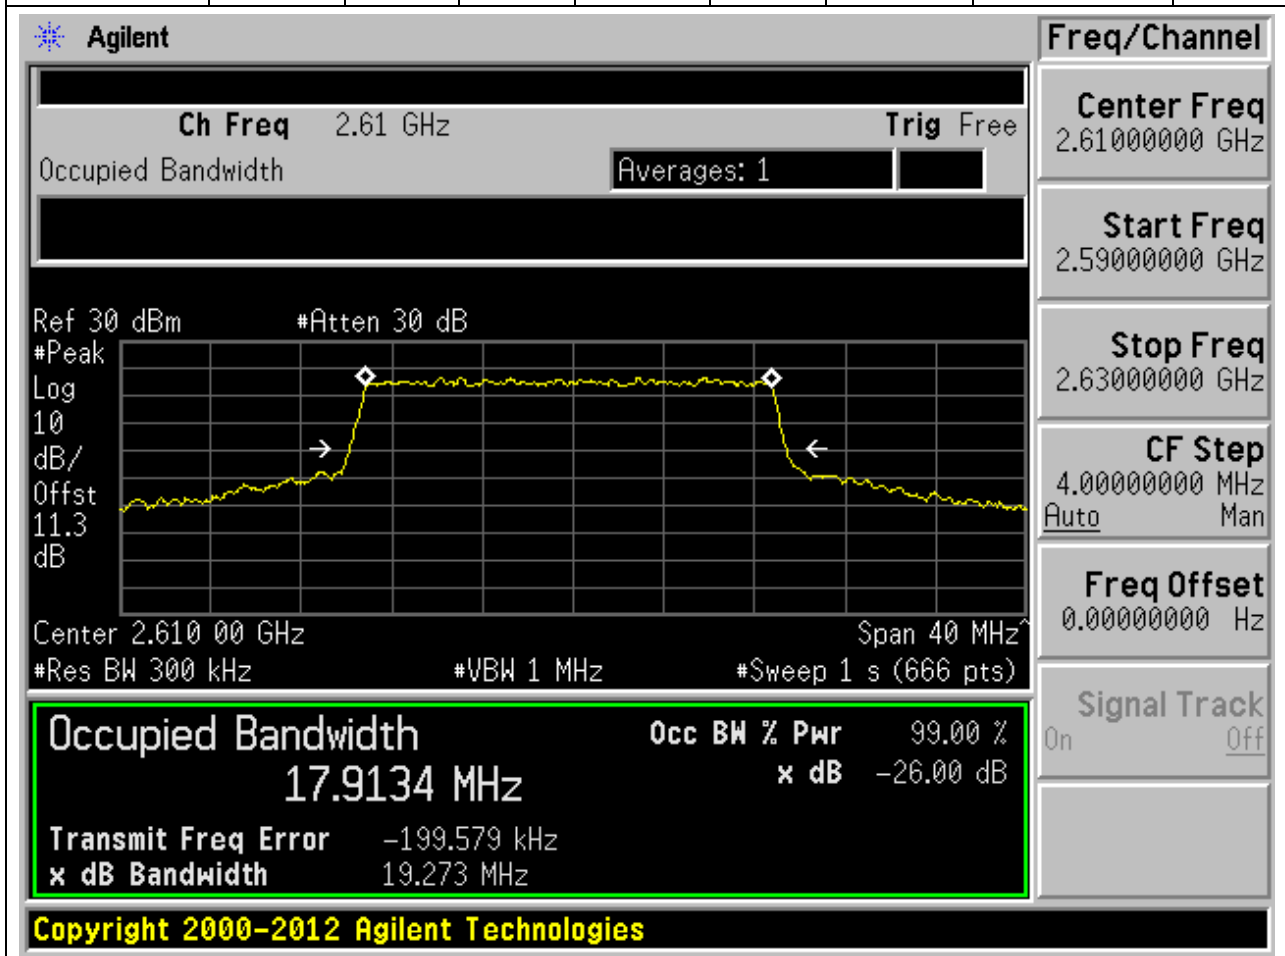 Agilent
Freq/Channel
Ch Freq 2.61 GHz Trig Free
Occupied Bandwidth Averages: 1
Center Freq
2.61000000 GHz
Start Freq
2.59000000 GHz
Stop Freq
2.63000000 GHz
CF Step
4.00000000 MHz
Auto Man
Freq Offset
0.00000000 Hz
Signal Track
On Off
Ref 30 dBm #Atten 30 dB
#Peak
Log
10
dB/
Offst
11.3
dB
Center 2.610 00 GHz Span 40 MHz^
#Res BW 300 kHz #VBW 1 MHz #Sweep 1 s (666 pts)
Occupied Bandwidth Occ BW % Pwr 99.00 %
17.9134 MHz x dB -26.00 dB
Transmit Freq Error -199.579 kHz
x dB Bandwidth 19.273 MHz
Copyright 2000-2012 Agilent Technologies